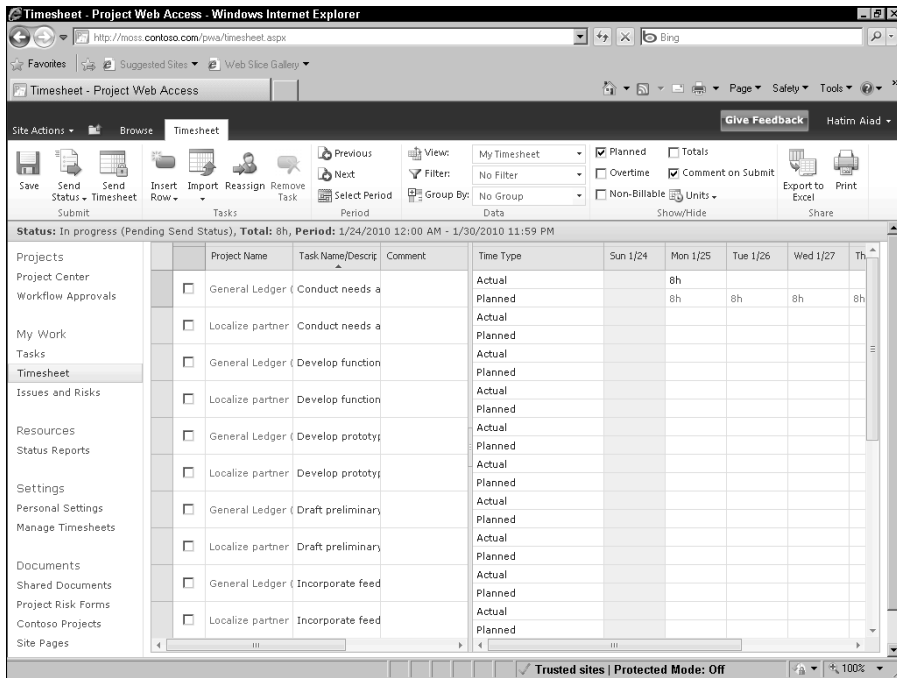 Timesheet - Project Web Access - Windows Internet Explorer
http://moss.contoso.com/pwa/timesheet.aspx
Bing
Favorites Suggested Sites Web Slice Gallery
Timesheet - Project Web Access Page Safety Tools
Give Feedback Hatim Aiad
Site Actions Browse Timesheet
Save Send Status Send Timesheet Insert Row Import Reassign Remove Task Previous Next Select Period View: My Timesheet Filter: No Filter Group By: No Group Planned Totals Overtime Comment on Submit Non-Billable Units Export to Excel Print
Submit Tasks Period Data Show/Hide Share
Status: In progress (Pending Send Status), Total: 8h, Period: 1/24/2010 12:00 AM - 1/30/2010 11:59 PM
Projects
Project Center
Workflow Approvals
My Work
Tasks
Timesheet
Issues and Risks
Resources
Status Reports
Settings
Personal Settings
Manage Timesheets
Documents
Shared Documents
Project Risk Forms
Contoso Projects
Site Pages
Project Name Task Name/Descrip Comment Time Type Sun 1/24 Mon 1/25 Tue 1/26 Wed 1/27 Th
General Ledger ( Conduct needs a Actual 8h
Planned 8h 8h 8h 8h
Localize partner Conduct needs a Actual
Planned
General Ledger ( Develop function Actual
Planned
Localize partner Develop function Actual
Planned
General Ledger ( Develop prototyp Actual
Planned
Localize partner Develop prototyp Actual
Planned
General Ledger ( Draft preliminary Actual
Planned
Localize partner Draft preliminary Actual
Planned
General Ledger ( Incorporate feed Actual
Planned
Localize partner Incorporate feed Actual
Planned
Trusted sites | Protected Mode: Off 100%